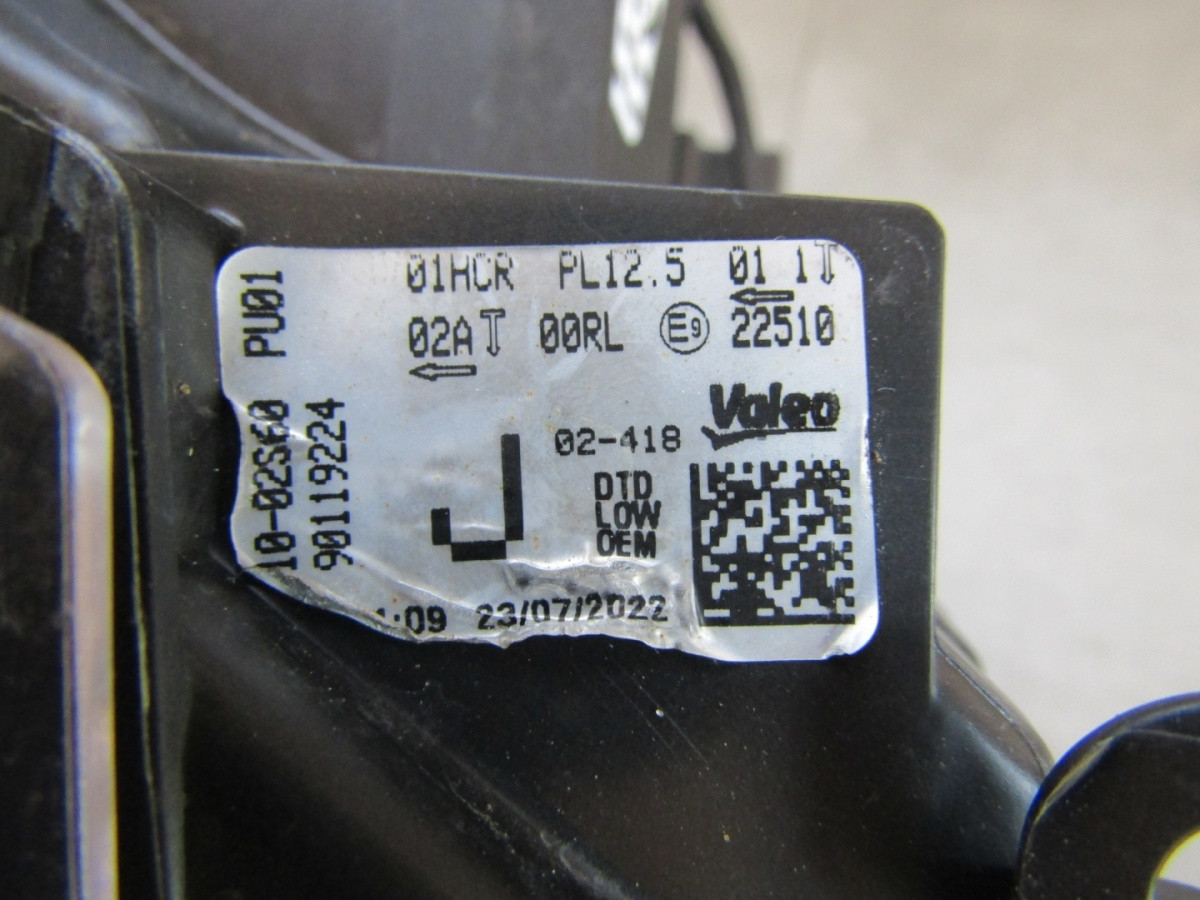 01HCR PL12.5 01 1
02A 00RL E9 22510
Valeo
02-418
J
DTD
LOW
OEM
:09 23/07/2022
PU01
10-02S60
90119224